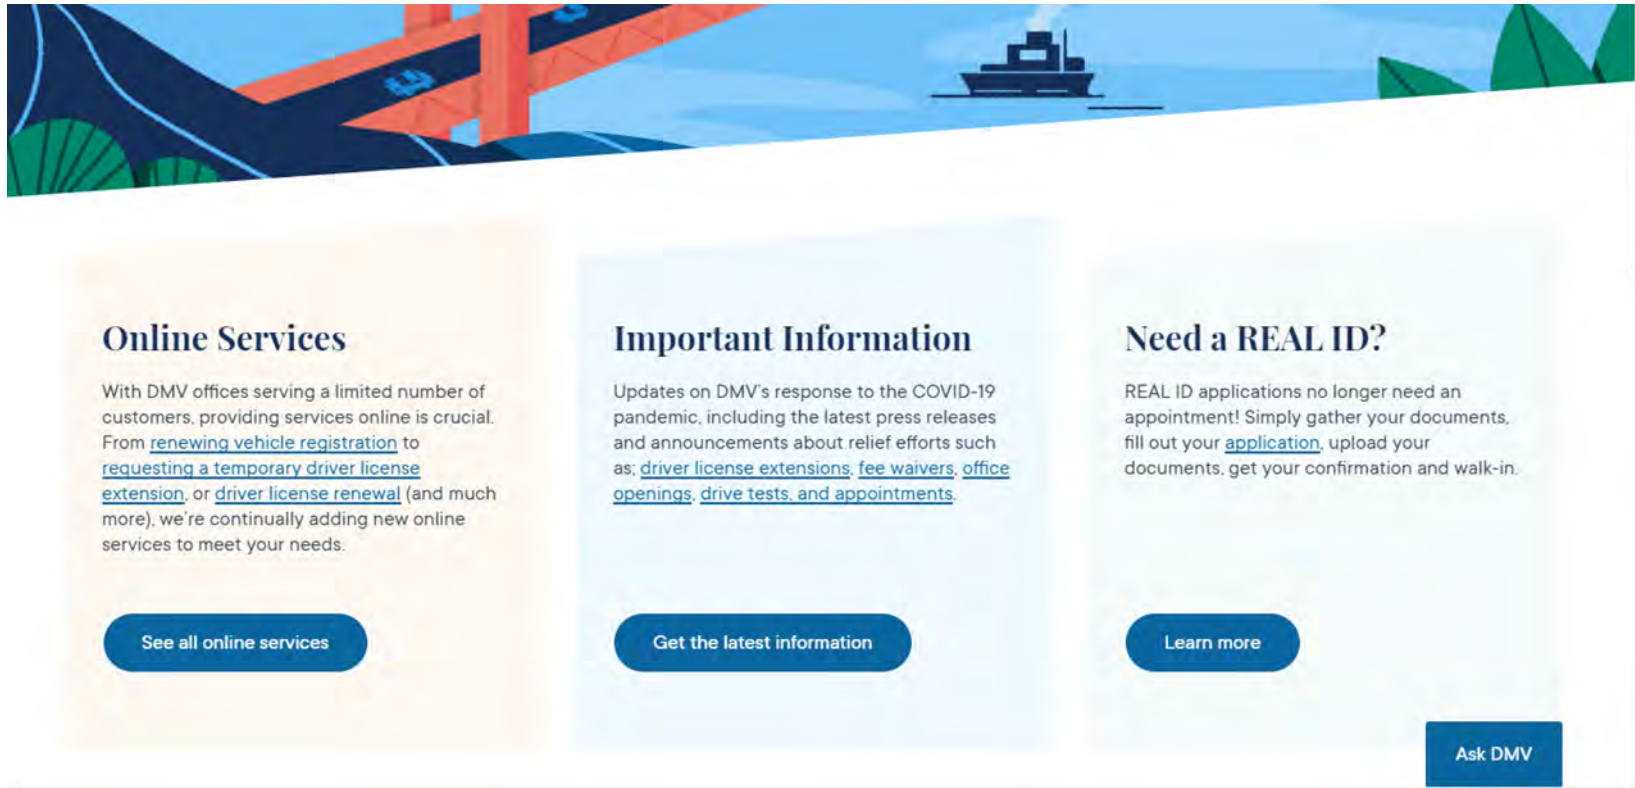 Online Services
With DMV offices serving a limited number of
customers, providing services online is crucial.
From renewing vehicle registration to
requesting a temporary driver license
extension, or driver license renewal (and much
more), we're continually adding new online
services to meet your needs.
See all online services
Important Information
Updates on DMV's response to the COVID-19
pandemic, including the latest press releases
and announcements about relief efforts such
as; driver license extensions, fee waivers, office
openings, drive tests, and appointments.
Get the latest information
Need a REAL ID?
REAL ID applications no longer need an
appointment! Simply gather your documents,
fill out your application, upload your
documents, get your confirmation and walk-in.
Learn more
Ask DMV